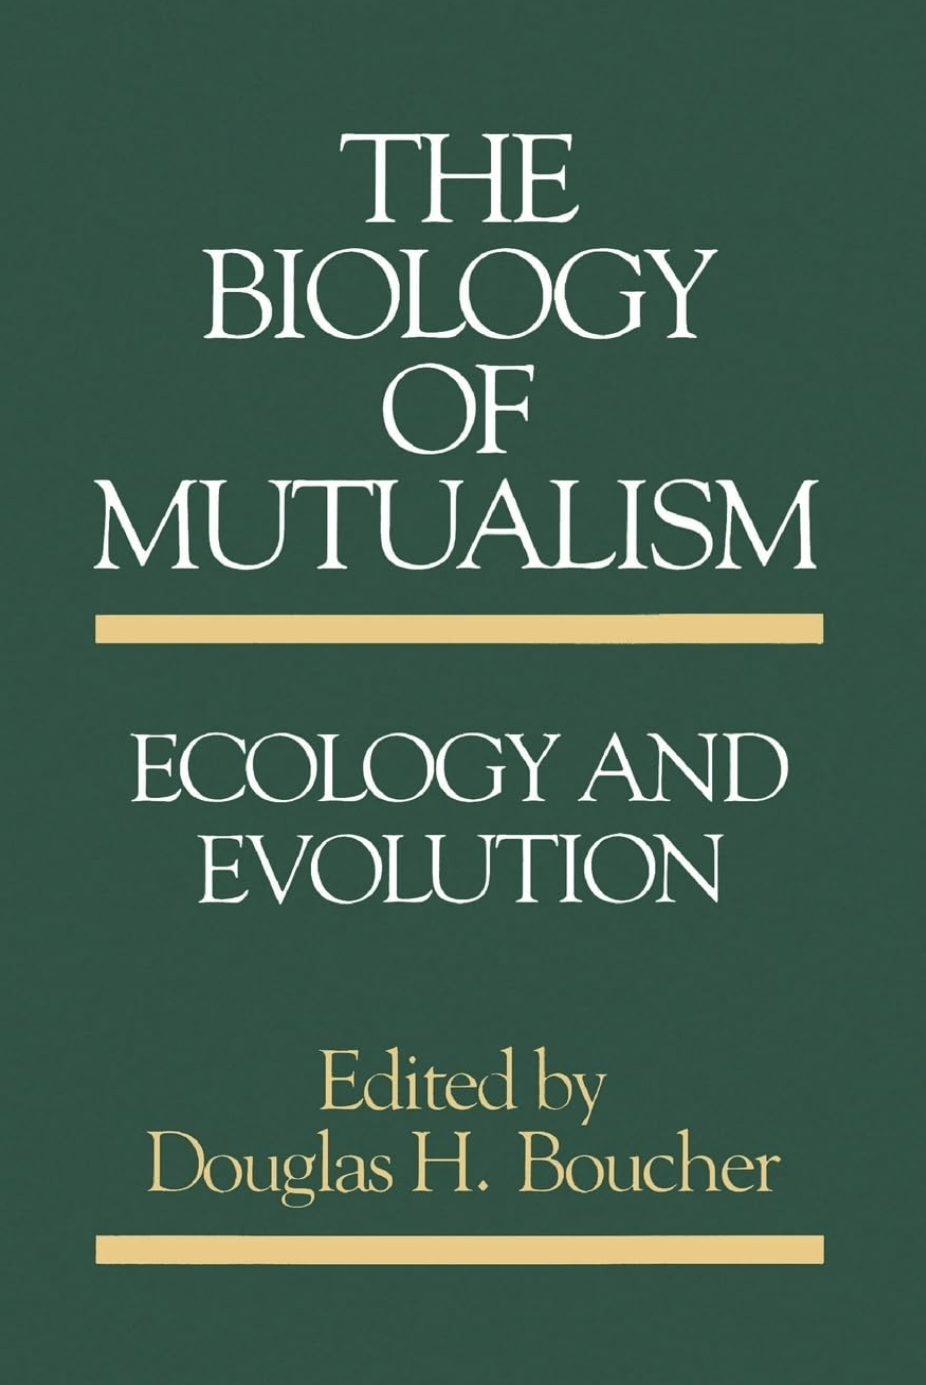 THE
BIOLOGY
OF
MUTUALISM
ECOLOGY AND
EVOLUTION
Edited by
Douglas H. Boucher